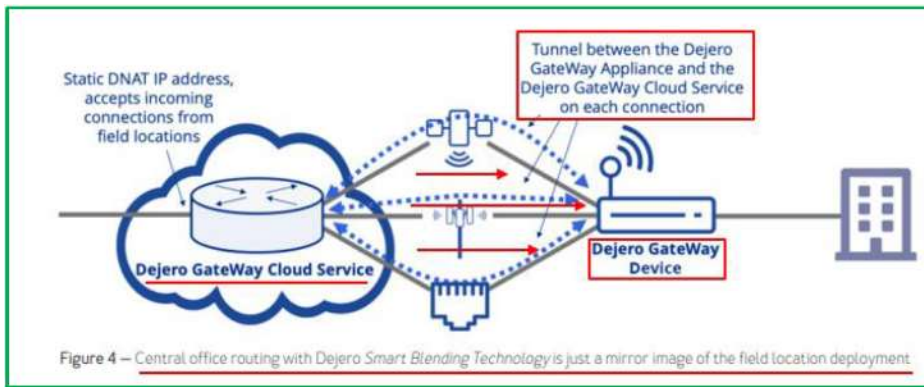 Static DNAT IP address,
accepts incoming
connections from
field locations
Tunnel between the Dejero
GateWay Appliance and the
Dejero GateWay Cloud Service
on each connection
Dejero GateWay Cloud Service
Dejero GateWay
Device
Figure 4 — Central office routing with Dejero Smart Blending Technology is just a mirror image of the field location deployment